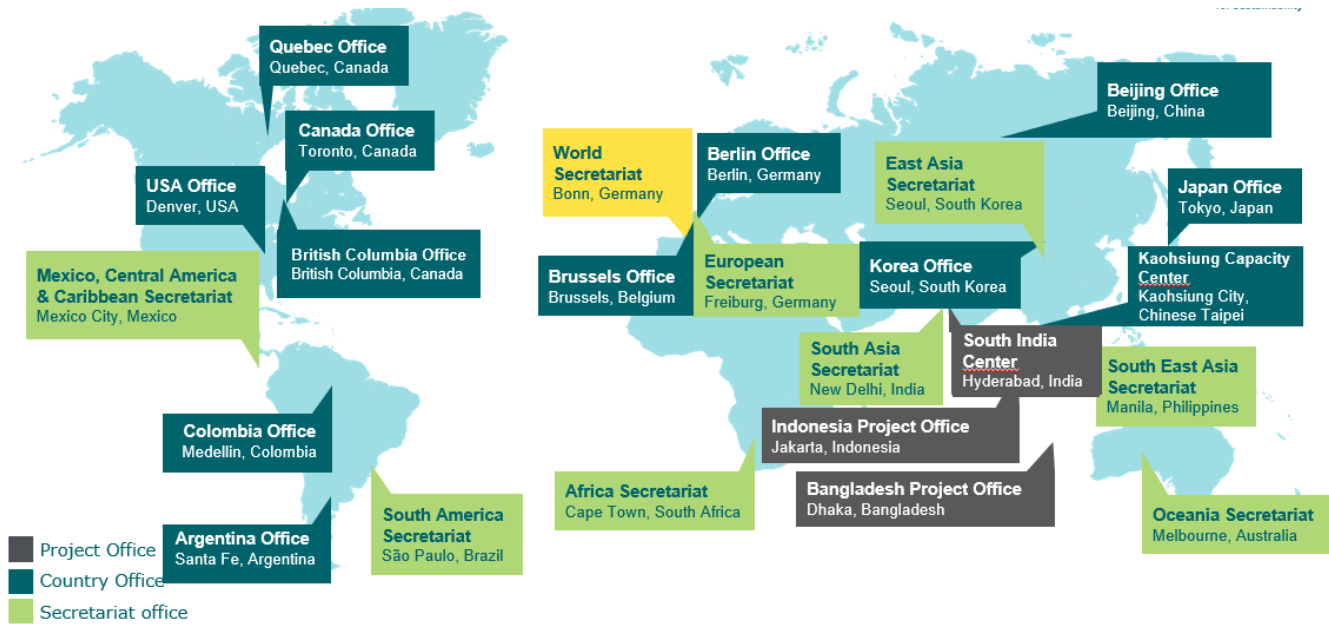 for sustainability
Quebec Office
Quebec, Canada
Canada Office
Toronto, Canada
USA Office
Denver, USA
British Columbia Office
British Columbia, Canada
Mexico, Central America
& Caribbean Secretariat
Mexico City, Mexico
Colombia Office
Medellin, Colombia
Argentina Office
Santa Fe, Argentina
South America
Secretariat
São Paulo, Brazil
World
Secretariat
Bonn, Germany
Berlin Office
Berlin, Germany
Brussels Office
Brussels, Belgium
European
Secretariat
Freiburg, Germany
East Asia
Secretariat
Seoul, South Korea
Beijing Office
Beijing, China
Japan Office
Tokyo, Japan
Korea Office
Seoul, South Korea
Kaohsiung Capacity
Center
Kaohsiung City,
Chinese Taipei
South Asia
Secretariat
New Delhi, India
South India
Center
Hyderabad, India
South East Asia
Secretariat
Manila, Philippines
Indonesia Project Office
Jakarta, Indonesia
Bangladesh Project Office
Dhaka, Bangladesh
Africa Secretariat
Cape Town, South Africa
Oceania Secretariat
Melbourne, Australia
Project Office
Country Office
Secretariat office